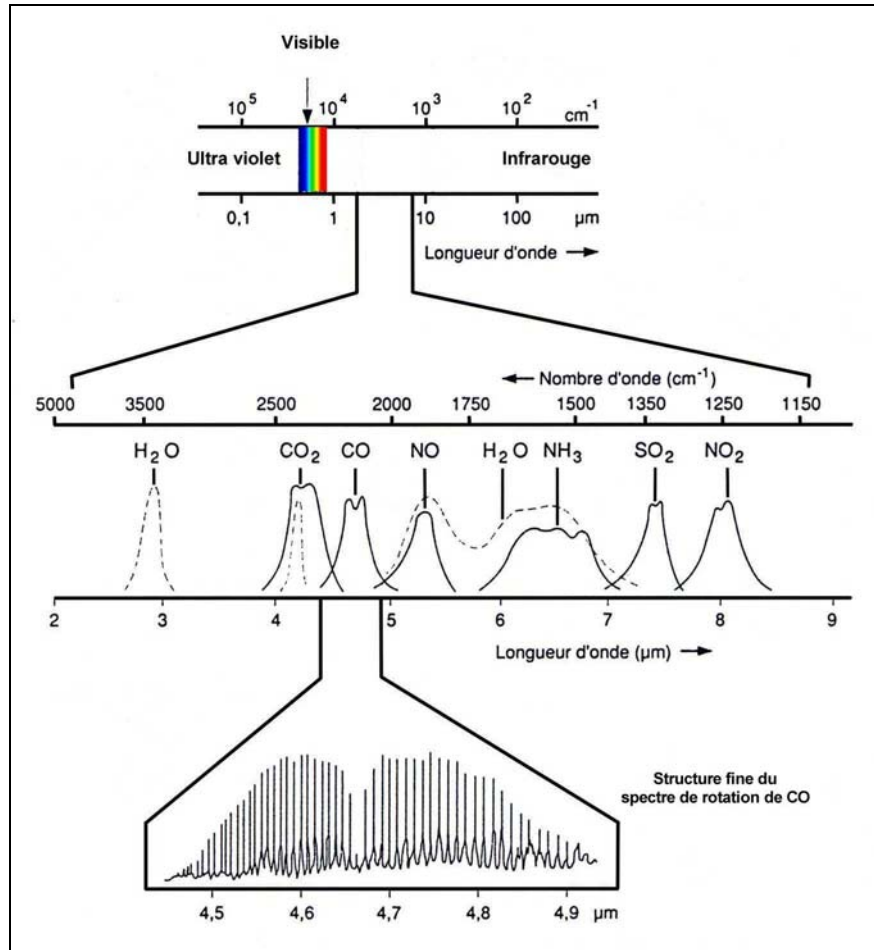 Visible
10⁵ 10⁴ 10³ 10² cm⁻¹
Ultra violet Infrarouge
0,1 1 10 100 µm
Longueur d'onde →
← Nombre d'onde (cm⁻¹)
5000 3500 2250 2000 1750 1500 1350 1250 1150
H₂O CO₂ CO NO H₂O NH₃ SO₂ NO₂
2 3 4 5 6 7 8 9
Longueur d'onde (µm) →
Structure fine du
spectre de rotation de CO
4,5 4,6 4,7 4,8 4,9 µm